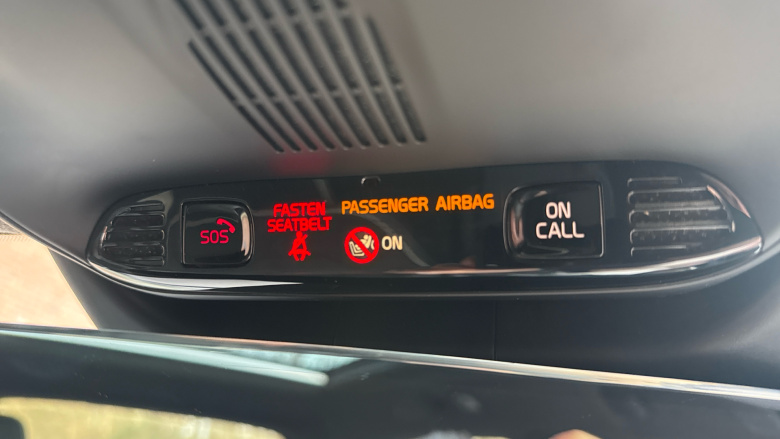 SOS
FASTEN
SEATBELT
PASSENGER AIRBAG
ON
ON
CALL